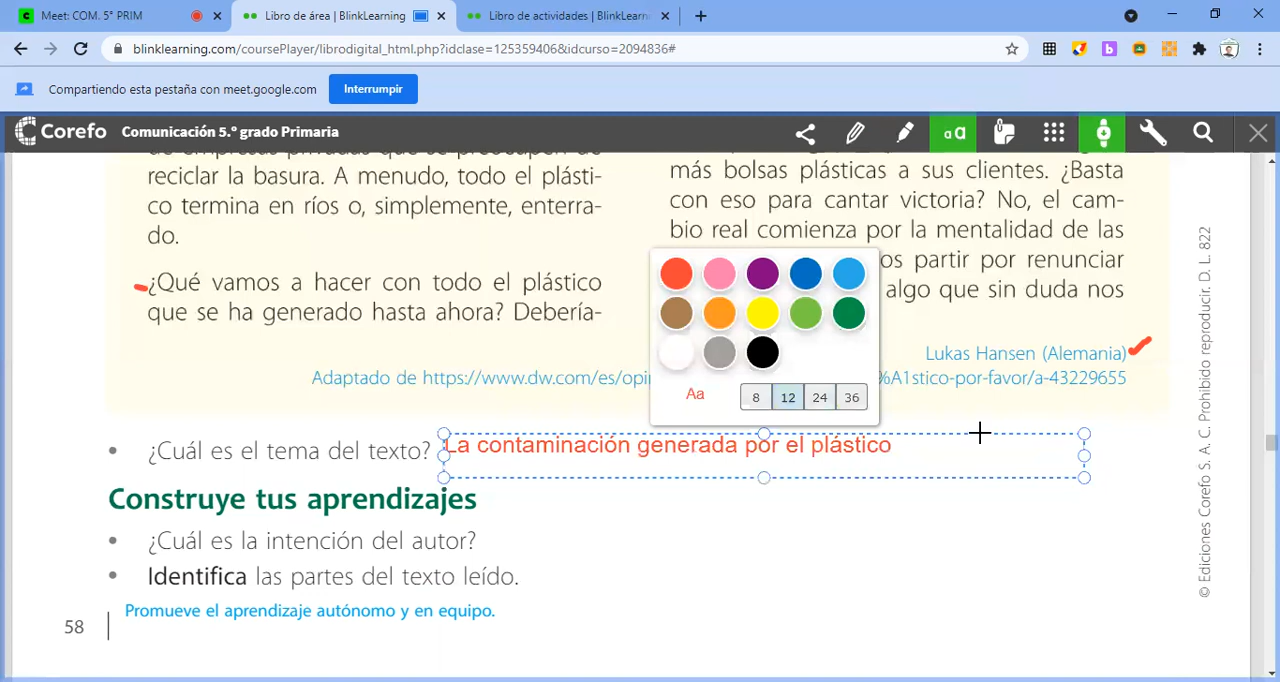 Meet: COM. 5° PRIM
Libro de área | BlinkLearning
Libro de actividades | BlinkLearn
blinklearning.com/coursePlayer/librodigital_html.php?idclase=125359406&idcurso=2094836#
Compartiendo esta pestaña con meet.google.com
Interrumpir
Corefo
Comunicación 5.º grado Primaria
aa
reciclar la basura. A menudo, todo el plásti-
co termina en ríos o, simplemente, enterra-
do.
¿Qué vamos a hacer con todo el plástico
que se ha generado hasta ahora? Debería-
más bolsas plásticas a sus clientes. ¿Basta
con eso para cantar victoria? No, el cam-
bio real comienza por la mentalidad de las
os partir por renunciar
algo que sin duda nos
Lukas Hansen (Alemania)
Adaptado de https://www.dw.com/es/opi
%A1stico-por-favor/a-43229655
Aa
8 12 24 36
¿Cuál es el tema del texto? La contaminación generada por el plástico
Construye tus aprendizajes
• ¿Cuál es la intención del autor?
• Identifica las partes del texto leído.
Promueve el aprendizaje autónomo y en equipo.
58
© Ediciones Corefo S. A. C. Prohibido reproducir. D. L. 822